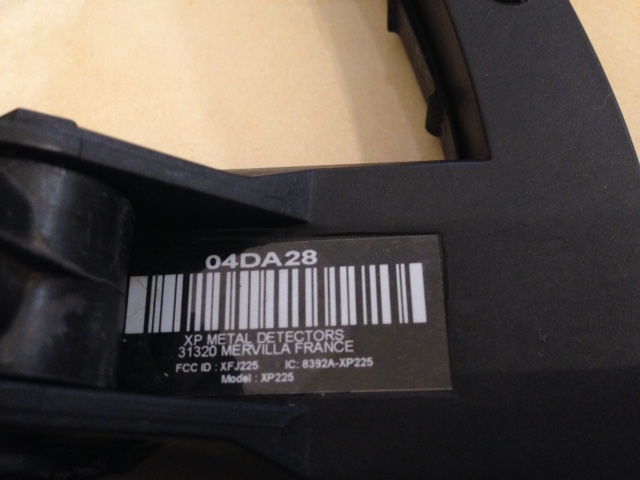 04DA28
XP METAL DETECTORS
31320 MERVILLA FRANCE
FCC ID : XFJ225 IC: 8392A-XP225
Model : XP225